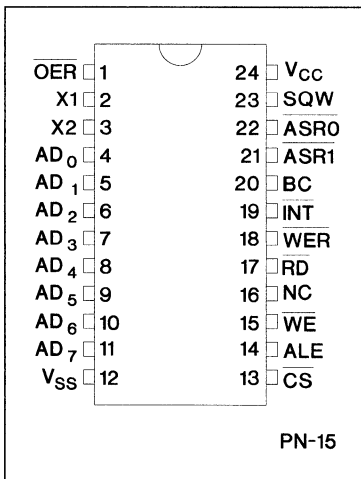 OER 1 24 VCC
X1 2 23 SQW
X2 3 22 ASR0
AD0 4 21 ASR1
AD1 5 20 BC
AD2 6 19 INT
AD3 7 18 WER
AD4 8 17 RD
AD5 9 16 NC
AD6 10 15 WE
AD7 11 14 ALE
VSS 12 13 CS
PN-15